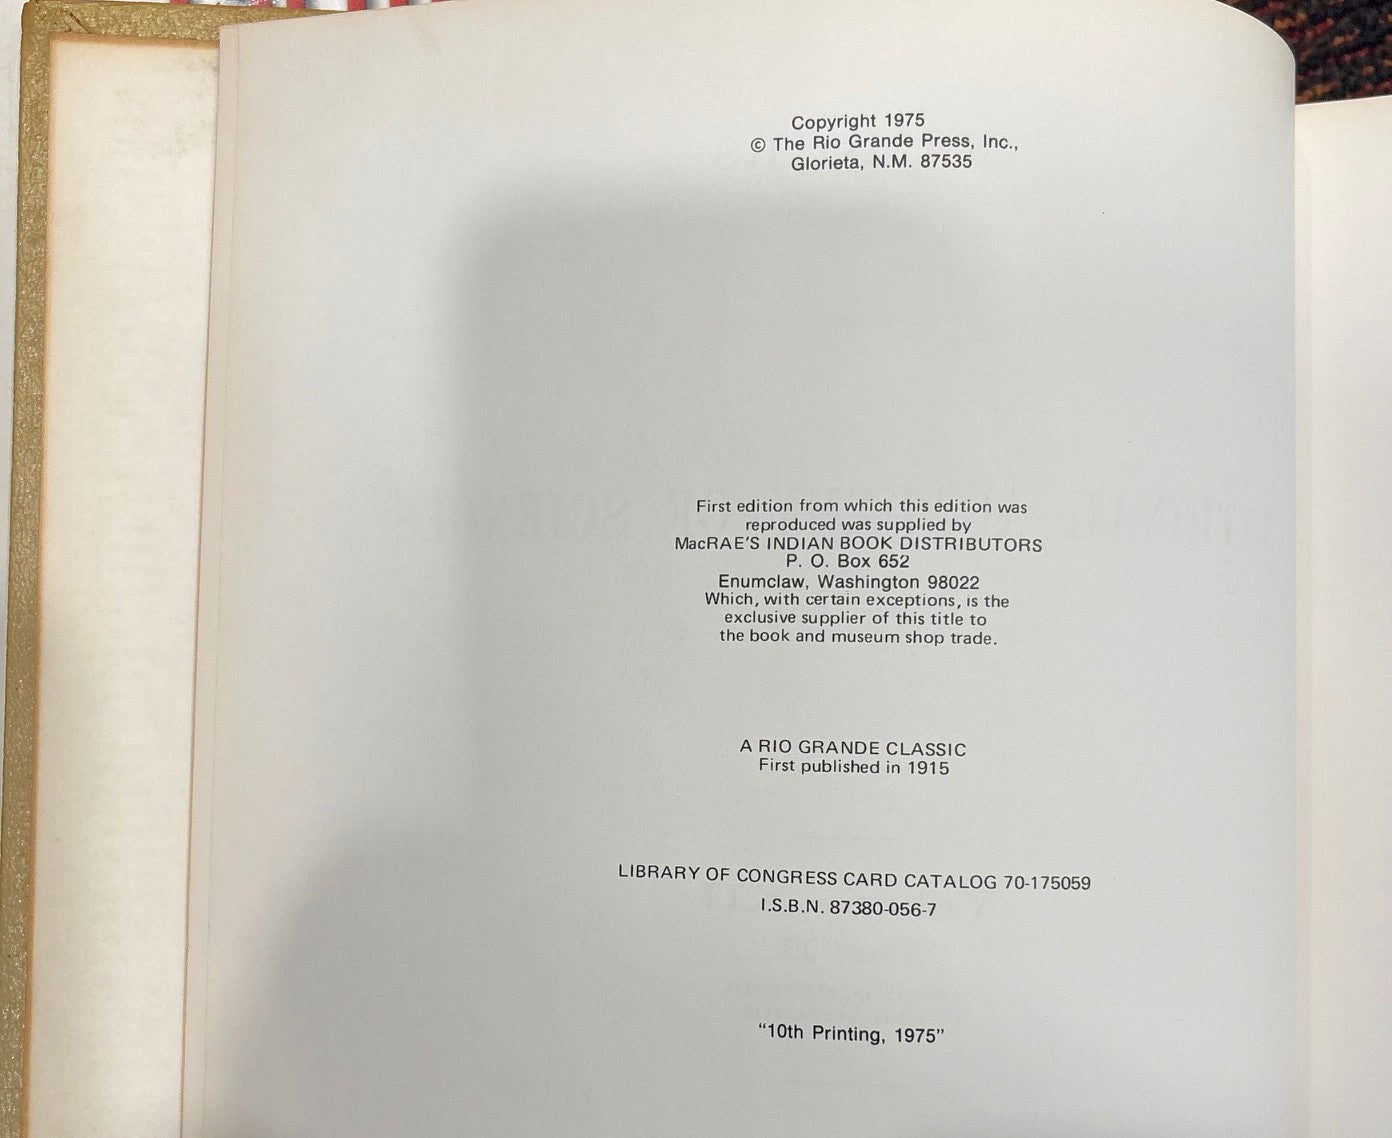 Copyright 1975
© The Rio Grande Press, Inc.,
Glorieta, N.M. 87535
First edition from which this edition was
reproduced was supplied by
MacRAE'S INDIAN BOOK DISTRIBUTORS
P. O. Box 652
Enumclaw, Washington 98022
Which, with certain exceptions, is the
exclusive supplier of this title to
the book and museum shop trade.
A RIO GRANDE CLASSIC
First published in 1915
LIBRARY OF CONGRESS CARD CATALOG 70-175059
I.S.B.N. 87380-056-7
“10th Printing, 1975”